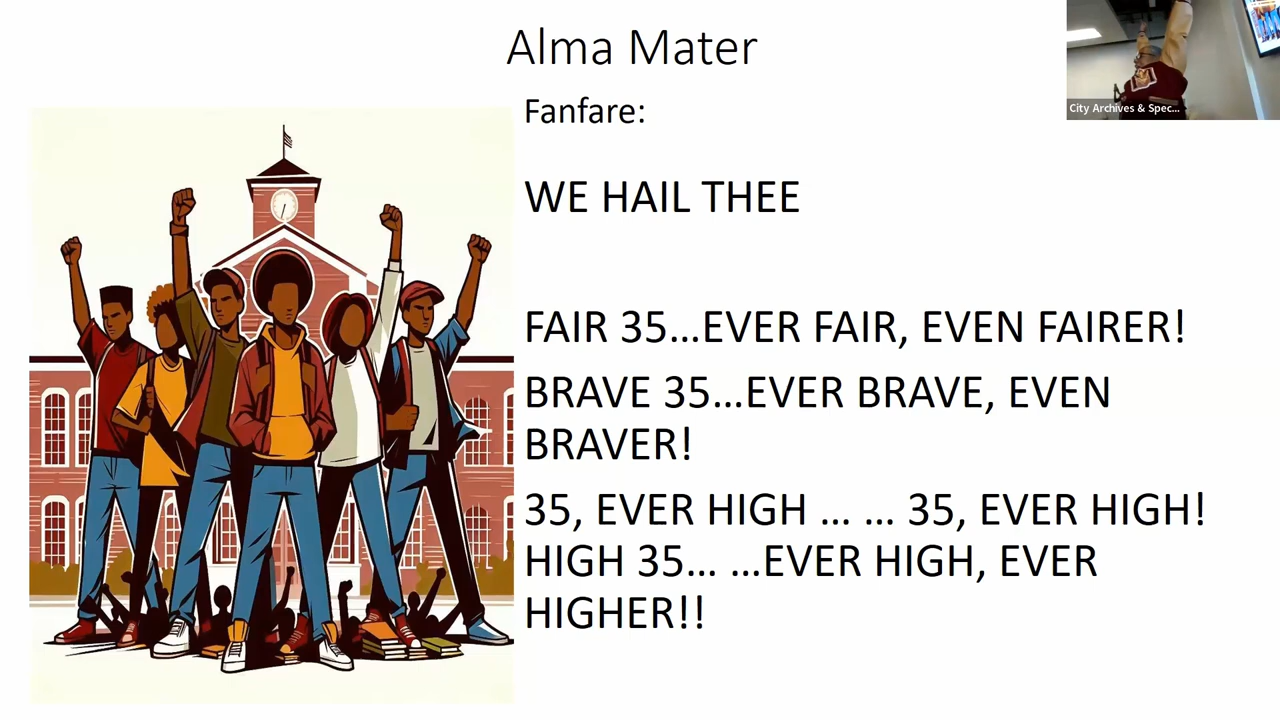 Alma Mater
Fanfare:
City Archives & Spec...
WE HAIL THEE
FAIR 35...EVER FAIR, EVEN FAIRER!
BRAVE 35...EVER BRAVE, EVEN
BRAVER!
35, EVER HIGH ... ... 35, EVER HIGH!
HIGH 35... ...EVER HIGH, EVER
HIGHER!!